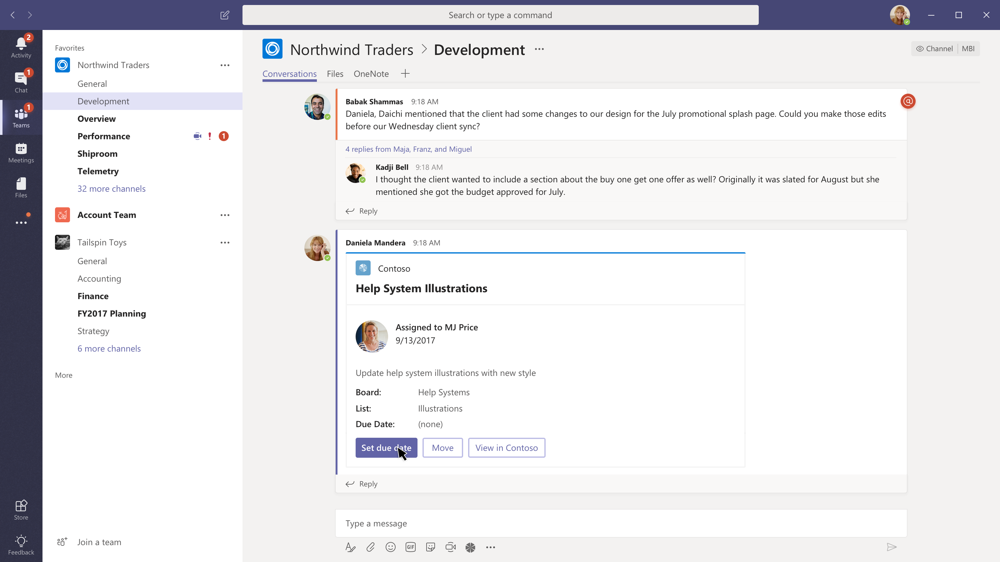 Search or type a command
2
Activity
1
Chat
1
Teams
Meetings
Files
Store
Feedback
Favorites
Northwind Traders
General
Development
Overview
Performance ! 1
Shiproom
Telemetry
32 more channels
Account Team
Tailspin Toys
General
Accounting
Finance
FY2017 Planning
Strategy
6 more channels
More
Join a team
Northwind Traders > Development
Channel | MBI
Conversations Files OneNote +
Babak Shammas 9:18 AM
@
Daniela, Daichi mentioned that the client had some changes to our design for the July promotional splash page. Could you make those edits
before our Wednesday client sync?
4 replies from Maja, Franz, and Miguel
Kadji Bell 9:18 AM
I thought the client wanted to include a section about the buy one get one offer as well? Originally it was slated for August but she
mentioned she got the budget approved for July.
Reply
Daniela Mandera 9:18 AM
Contoso
Help System Illustrations
Assigned to MJ Price
9/13/2017
Update help system illustrations with new style
Board: Help Systems
List: Illustrations
Due Date: (none)
Set due date Move View in Contoso
Reply
Type a message
GIF